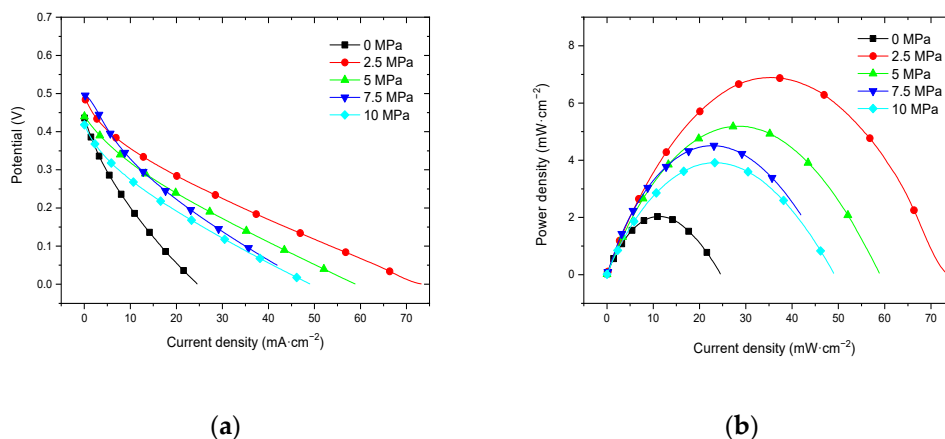 0.7
0.6
0.5
0.4
0.3
0.2
0.1
0.0
Potential (V)
0 10 20 30 40 50 60 70
Current density (mA·cm−2)
0 MPa
2.5 MPa
5 MPa
7.5 MPa
10 MPa
(a)
8
6
4
2
0
Power density (mW·cm−2)
0 10 20 30 40 50 60 70
Current density (mW·cm−2)
0 MPa
2.5 MPa
5 MPa
7.5 MPa
10 MPa
(b)